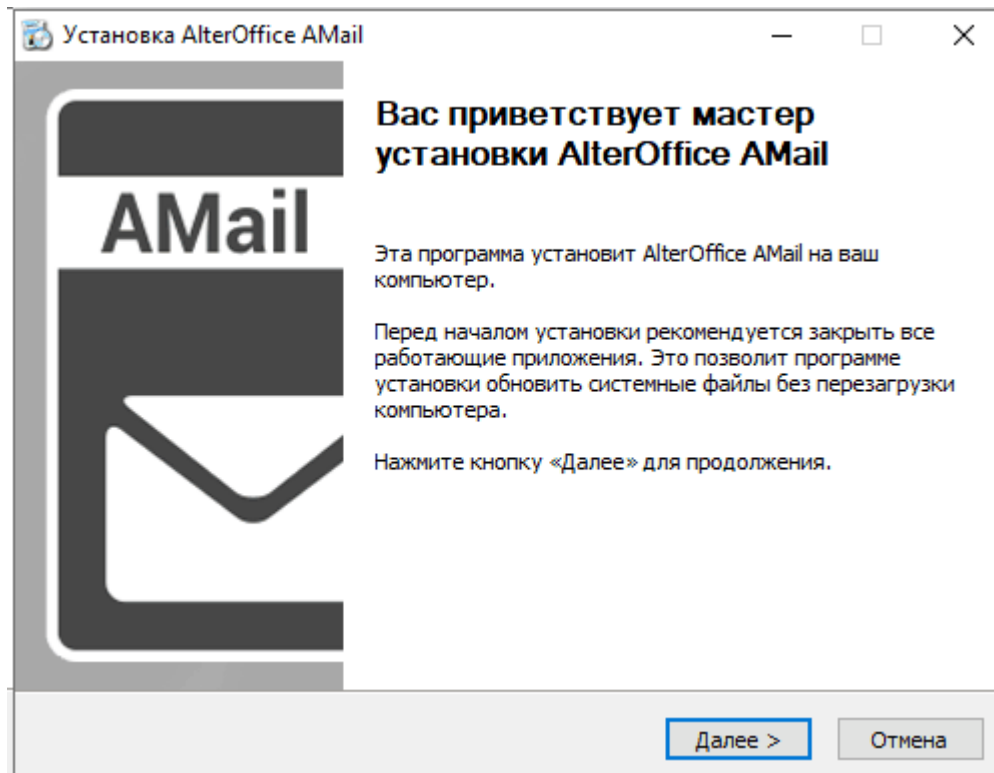 Установка AlterOffice AMail
AMail
Вас приветствует мастер
установки AlterOffice AMail
Эта программа установит AlterOffice AMail на ваш
компьютер.
Перед началом установки рекомендуется закрыть все
работающие приложения. Это позволит программе
установки обновить системные файлы без перезагрузки
компьютера.
Нажмите кнопку «Далее» для продолжения.
Далее >
Отмена